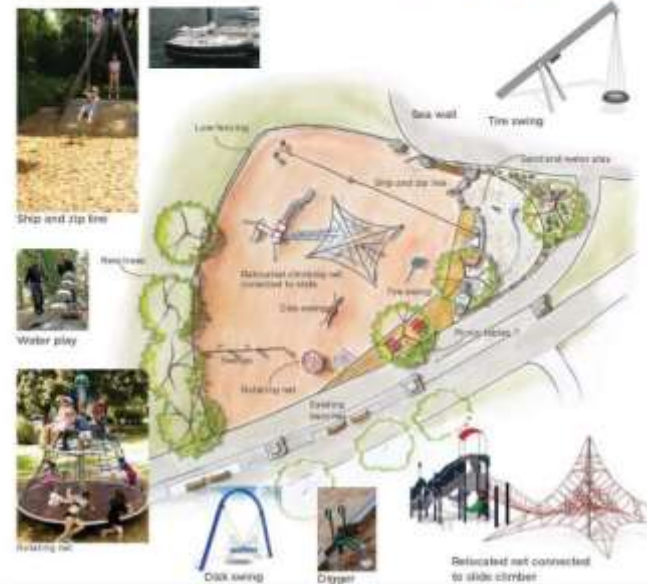 Sea wall
Tire swing
Low fencing
Sand and water play
Ship and zip line
Ship and zip line
New trees
Relocated climbing net
connected to slide
Disk swing
Tire swing
Water play
Picnic tables
Swings
Rotating net
Existing
benches
Rotating net
Disk swing
Digger
Relocated net connected
to slide climber